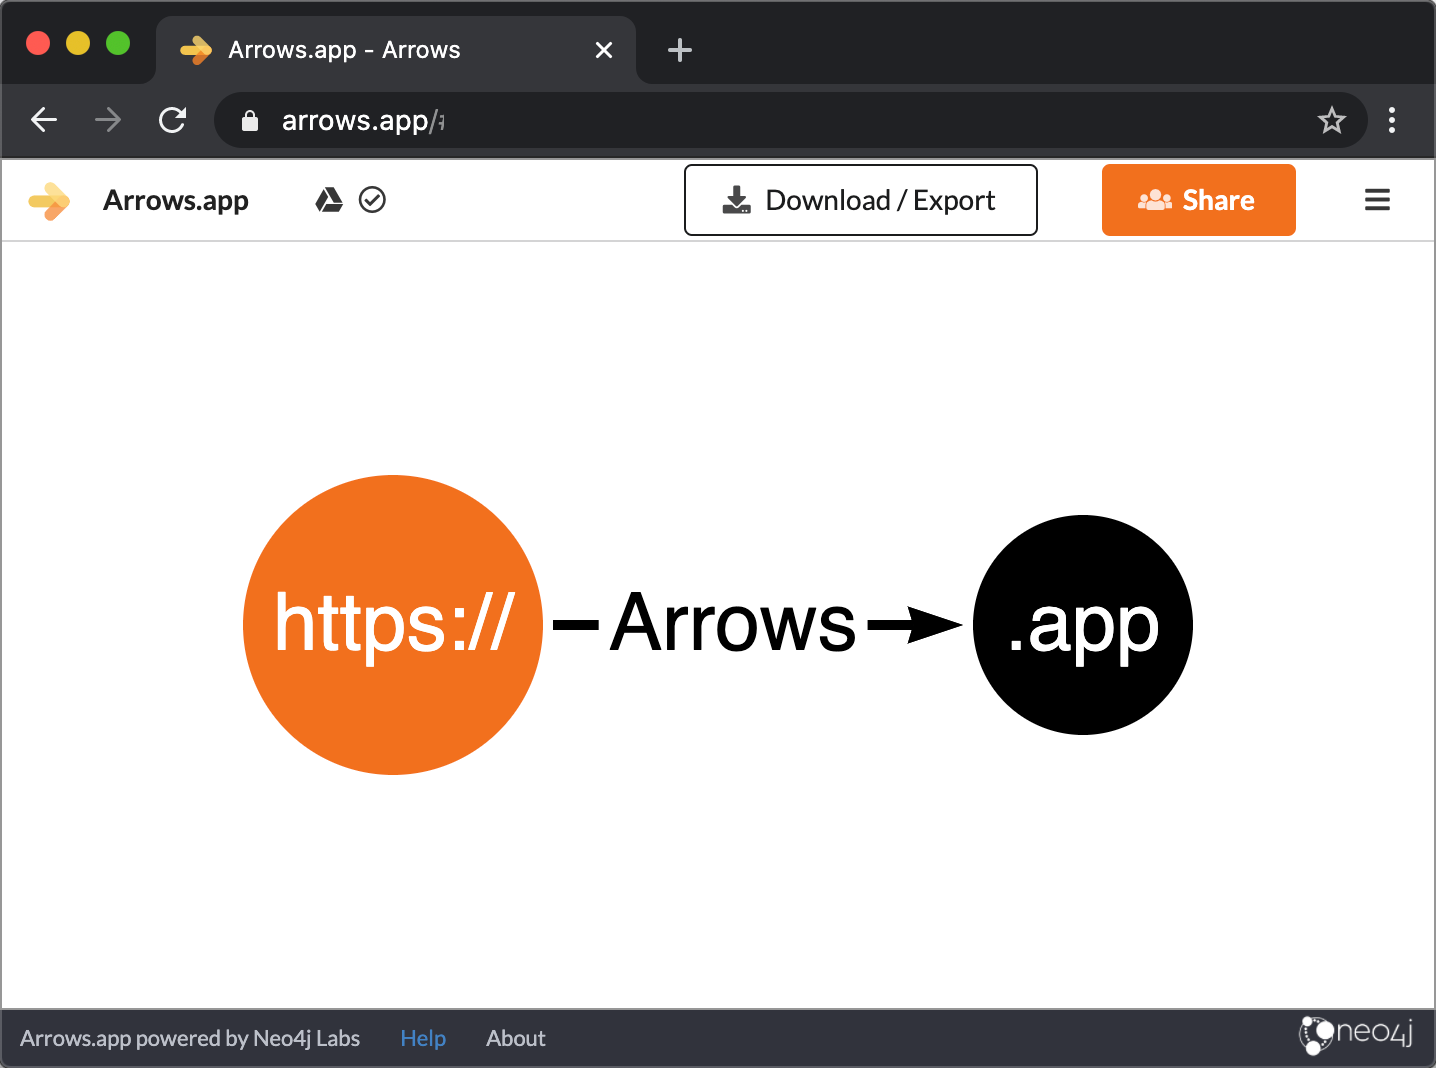 Arrows.app - Arrows
arrows.app/
Arrows.app
Download / Export
Share
https://
Arrows
.app
Arrows.app powered by Neo4j Labs
Help
About
neo4j